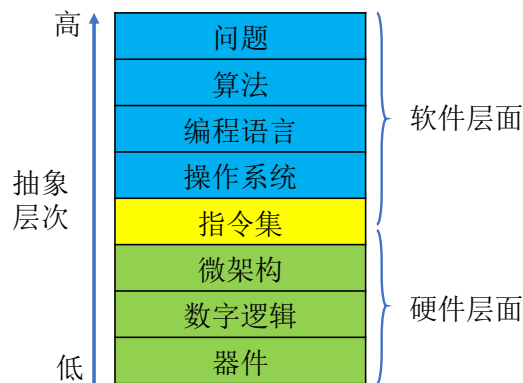 高
问题
算法
编程语言
操作系统
指令集
微架构
数字逻辑
器件
低
抽象
层次
软件层面
硬件层面